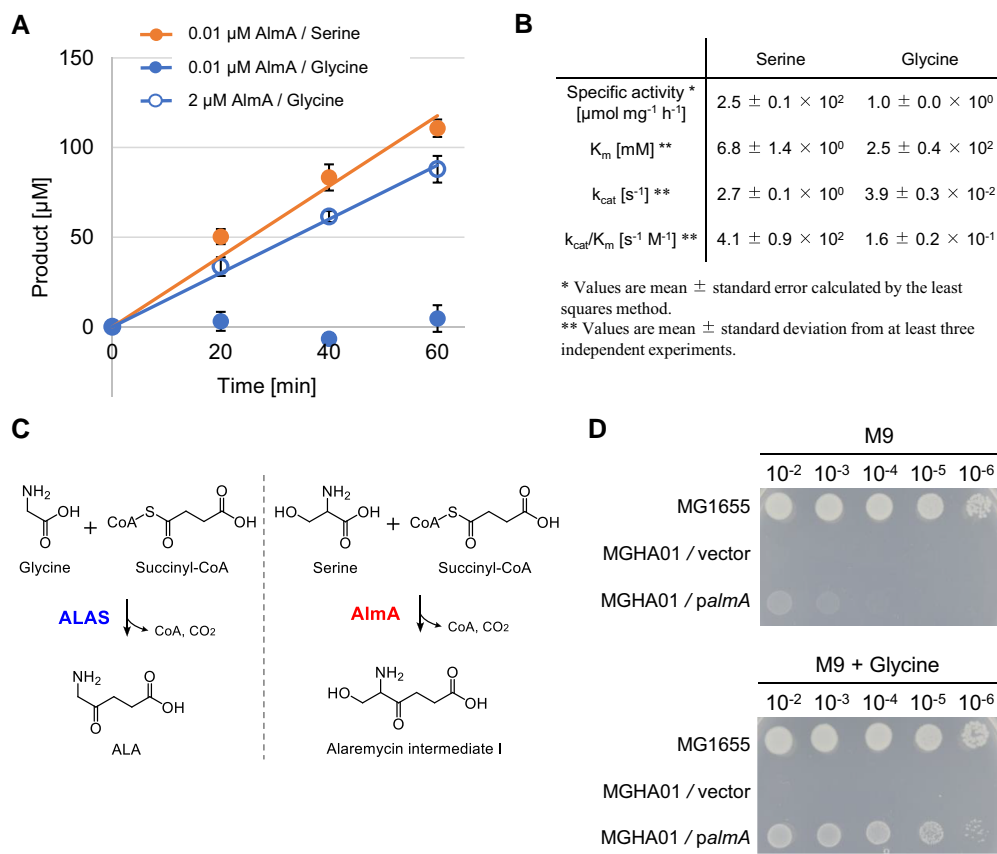 A
0.01 µM AlmA / Serine
0.01 µM AlmA / Glycine
2 µM AlmA / Glycine
150
100
50
0
Product [µM]
0
20
40
60
Time [min]
B
Serine
Glycine
Specific activity *
[µmol mg⁻¹ h⁻¹]
2.5 ± 0.1 × 10²
1.0 ± 0.0 × 10⁰
Kₘ [mM] **
6.8 ± 1.4 × 10⁰
2.5 ± 0.4 × 10²
k_cat [s⁻¹] **
2.7 ± 0.1 × 10⁰
3.9 ± 0.3 × 10⁻²
k_cat/Kₘ [s⁻¹ M⁻¹] **
4.1 ± 0.9 × 10²
1.6 ± 0.2 × 10⁻¹
* Values are mean ± standard error calculated by the least
squares method.
** Values are mean ± standard deviation from at least three
independent experiments.
C
NH₂
OH
O
+
CoA
S
O
O
OH
Glycine
Succinyl-CoA
ALAS
CoA, CO₂
NH₂
O
O
OH
ALA
NH₂
HO
OH
O
+
CoA
S
O
O
OH
Serine
Succinyl-CoA
AlmA
CoA, CO₂
NH₂
HO
O
O
OH
Alaremycin intermediate I
D
M9
10⁻² 10⁻³ 10⁻⁴ 10⁻⁵ 10⁻⁶
MG1655
MGHA01 / vector
MGHA01 / palmA
M9 + Glycine
10⁻² 10⁻³ 10⁻⁴ 10⁻⁵ 10⁻⁶
MG1655
MGHA01 / vector
MGHA01 / palmA